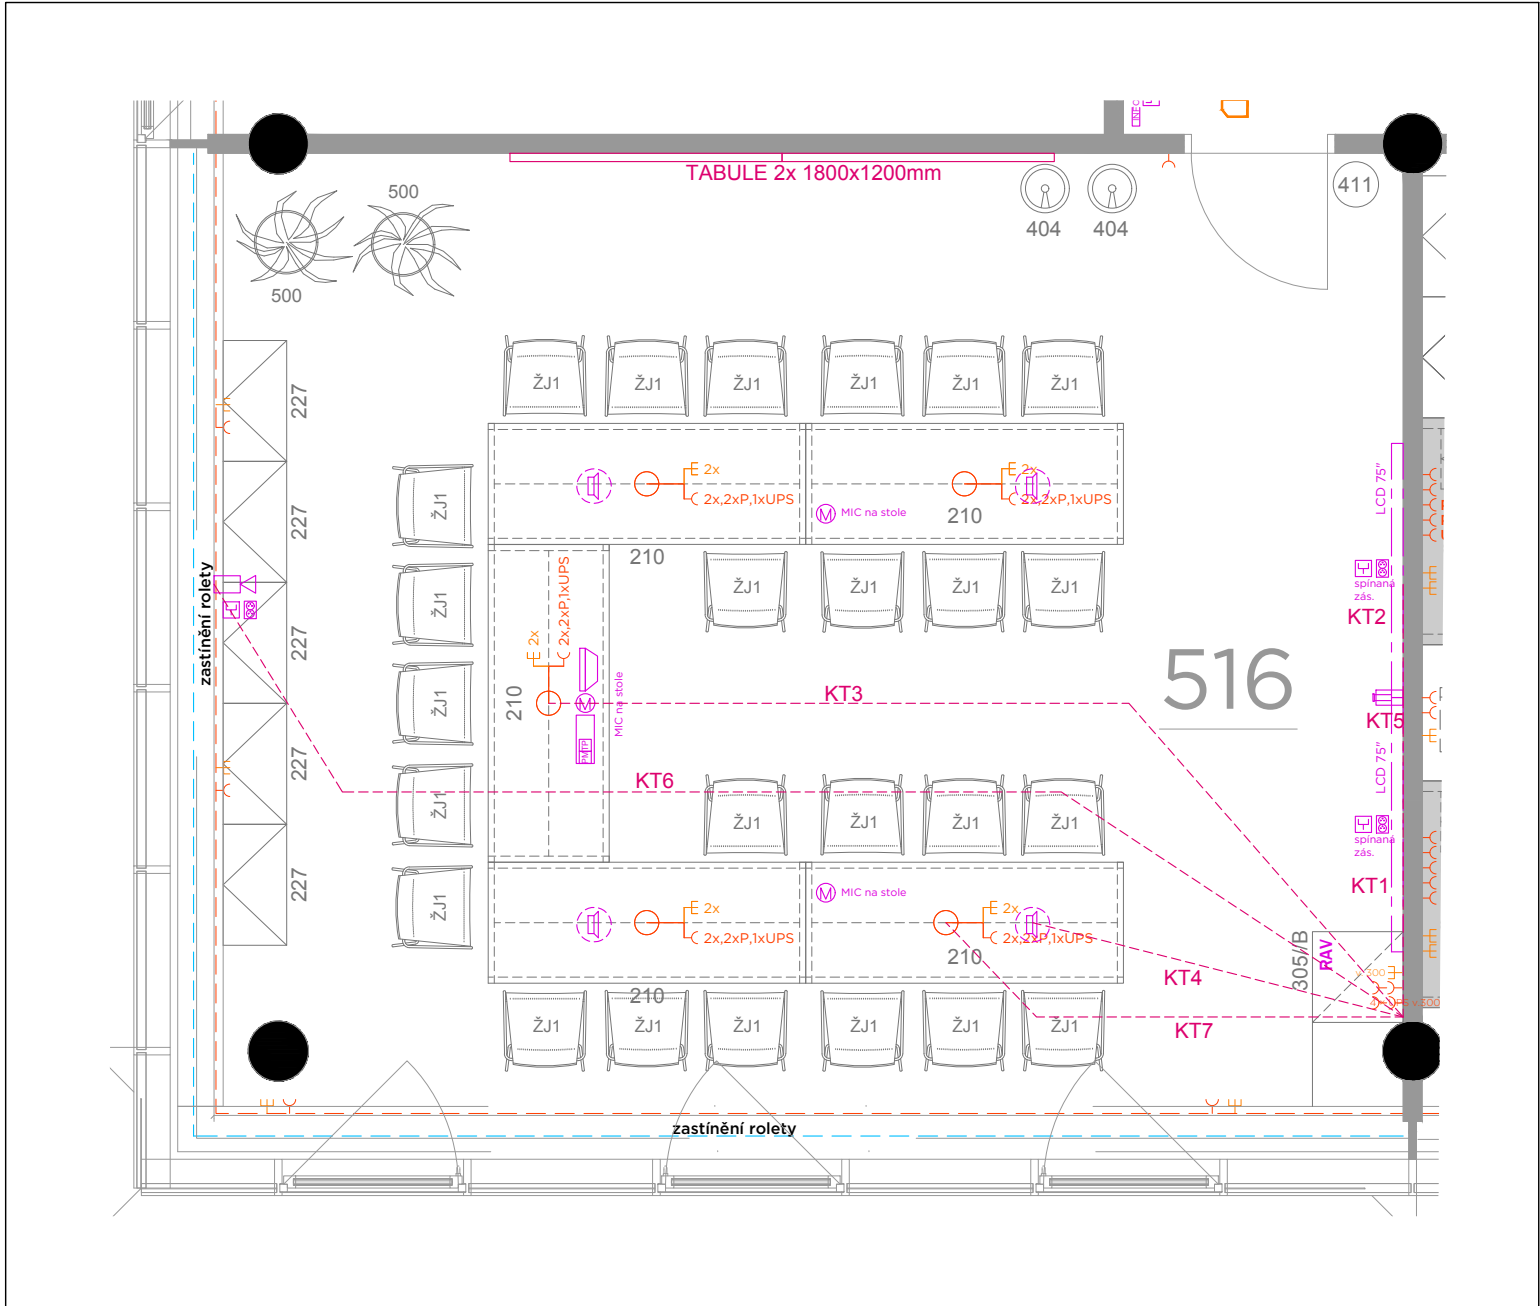 INEC
TABULE 2x 1800x1200mm
500
500
404
404
411
ŽJ1
ŽJ1
ŽJ1
ŽJ1
ŽJ1
ŽJ1
227
227
227
227
227
zastínění rolety
ŽJ1
ŽJ1
ŽJ1
ŽJ1
ŽJ1
2x
2x,2xP,1xUPS
210
2x
2x,2xP,1xUPS
MIC na stole
210
ŽJ1
ŽJ1
ŽJ1
ŽJ1
2x
2x,2xP,1xUPS
210
M
MIC na stole
PMTP
M
KT3
516
KT6
LCD 75"
spínaná
zás.
KT2
KT5
LCD 75"
spínaná
zás.
KT1
ŽJ1
ŽJ1
ŽJ1
ŽJ1
2x
2x,2xP,1xUPS
210
M
MIC na stole
2x
2x,2xP,1xUPS
210
KT4
KT7
305/B
RAV
v.300
ŽJ1
ŽJ1
ŽJ1
ŽJ1
ŽJ1
ŽJ1
zastínění rolety